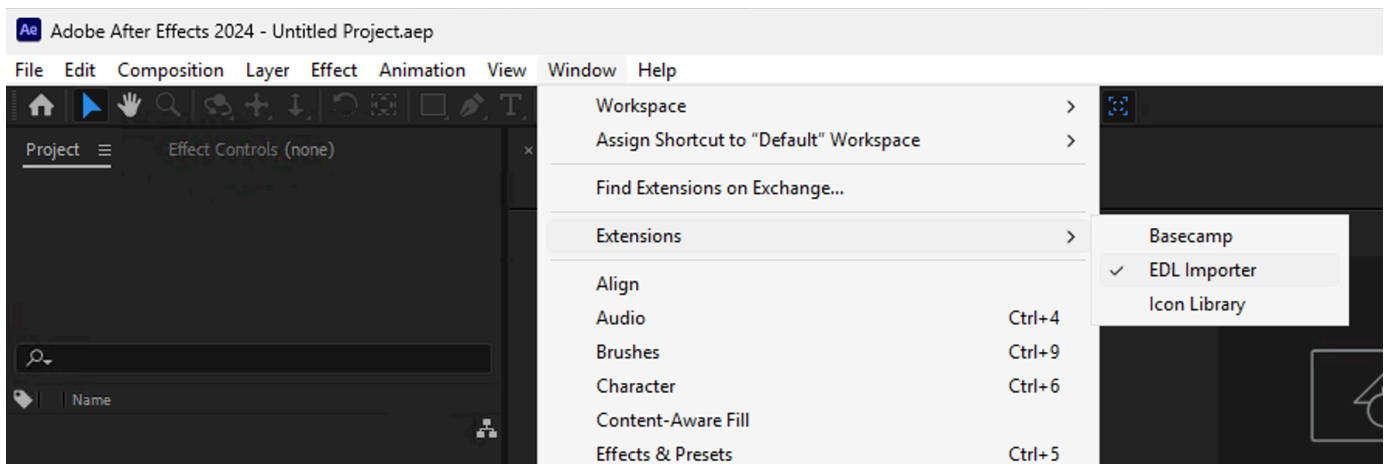 Ae Adobe After Effects 2024 - Untitled Project.aep
File Edit Composition Layer Effect Animation View Window Help
T
Project Effect Controls (none)
Name
Workspace
Assign Shortcut to “Default” Workspace
Find Extensions on Exchange...
Extensions
Align
Audio Ctrl+4
Brushes Ctrl+9
Character Ctrl+6
Content-Aware Fill
Effects & Presets Ctrl+5
Basecamp
EDL Importer
Icon Library